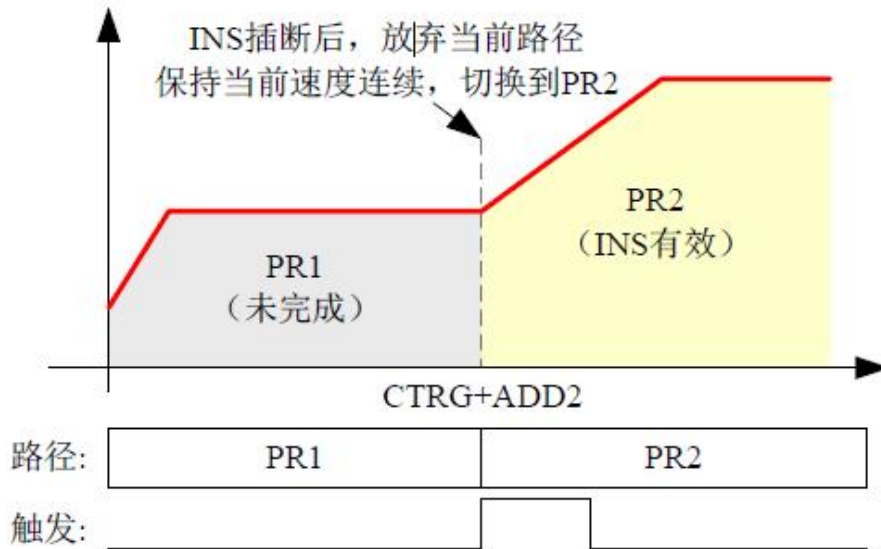 INS插断后，放弃当前路径
保持当前速度连续，切换到PR2
PR2
（INS有效）
PR1
（未完成）
CTRG+ADD2
路径: PR1 PR2
触发: